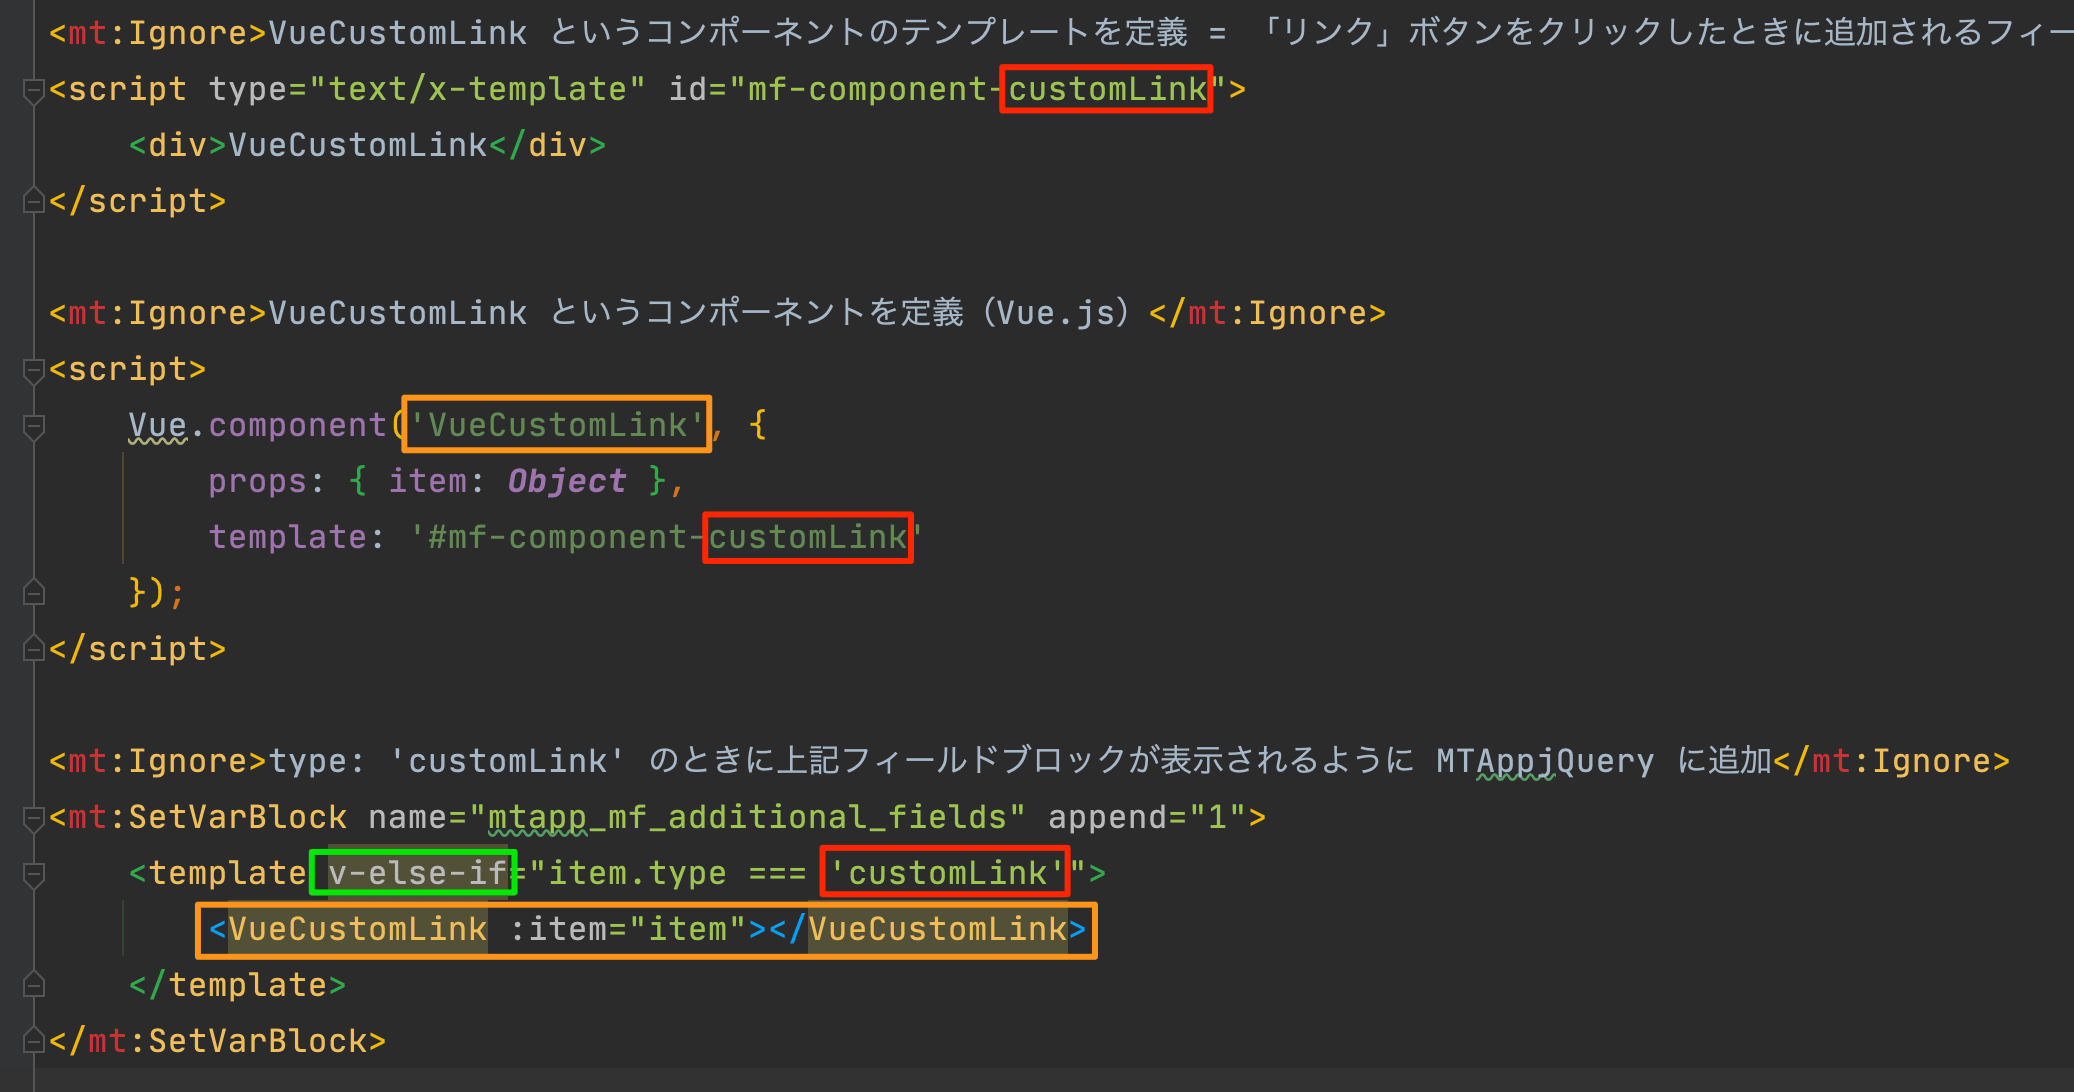 <mt:Ignore>VueCustomLink というコンポーネントのテンプレートを定義 = 「リンク」ボタンをクリックしたときに追加されるフィー
<script type="text/x-template" id="mf-component-customLink">
    <div>VueCustomLink</div>
</script>
<mt:Ignore>VueCustomLink というコンポーネントを定義（Vue.js）</mt:Ignore>
<script>
    Vue.component('VueCustomLink', {
        props: { item: Object },
        template: '#mf-component-customLink'
    });
</script>
<mt:Ignore>type: 'customLink' のときに上記フィールドブロックが表示されるように MTAppjQuery に追加</mt:Ignore>
<mt:SetVarBlock name="mtapp_mf_additional_fields" append="1">
    <template v-else-if="item.type === 'customLink'">
        <VueCustomLink :item="item"></VueCustomLink>
    </template>
</mt:SetVarBlock>